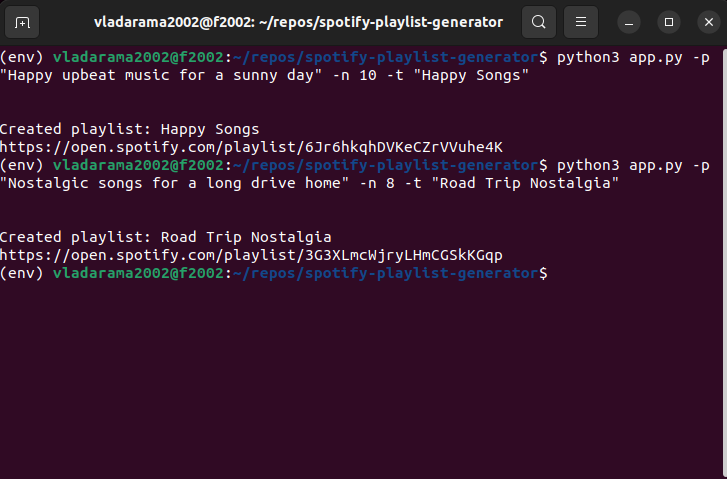 vladarama2002@f2002: ~/repos/spotify-playlist-generator
(env) vladarama2002@f2002:~/repos/spotify-playlist-generator$ python3 app.py -p
"Happy upbeat music for a sunny day" -n 10 -t "Happy Songs"
Created playlist: Happy Songs
https://open.spotify.com/playlist/6Jr6hkqhDVKeCZrVVuhe4K
(env) vladarama2002@f2002:~/repos/spotify-playlist-generator$ python3 app.py -p
"Nostalgic songs for a long drive home" -n 8 -t "Road Trip Nostalgia"
Created playlist: Road Trip Nostalgia
https://open.spotify.com/playlist/3G3XLmcWjryLHmCGSkKGqp
(env) vladarama2002@f2002:~/repos/spotify-playlist-generator$